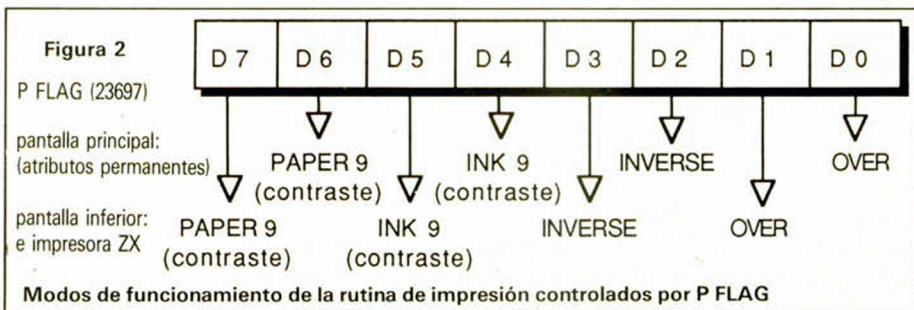 Figura 2
D 7 D 6 D 5 D 4 D 3 D 2 D 1 D 0
P FLAG (23697)
pantalla principal:
(atributos permanentes)
PAPER 9 INK 9 INVERSE OVER
(contraste) (contraste)
pantalla inferior:
e impresora ZX
PAPER 9 INK 9 INVERSE OVER
(contraste) (contraste)
Modos de funcionamiento de la rutina de impresión controlados por P FLAG